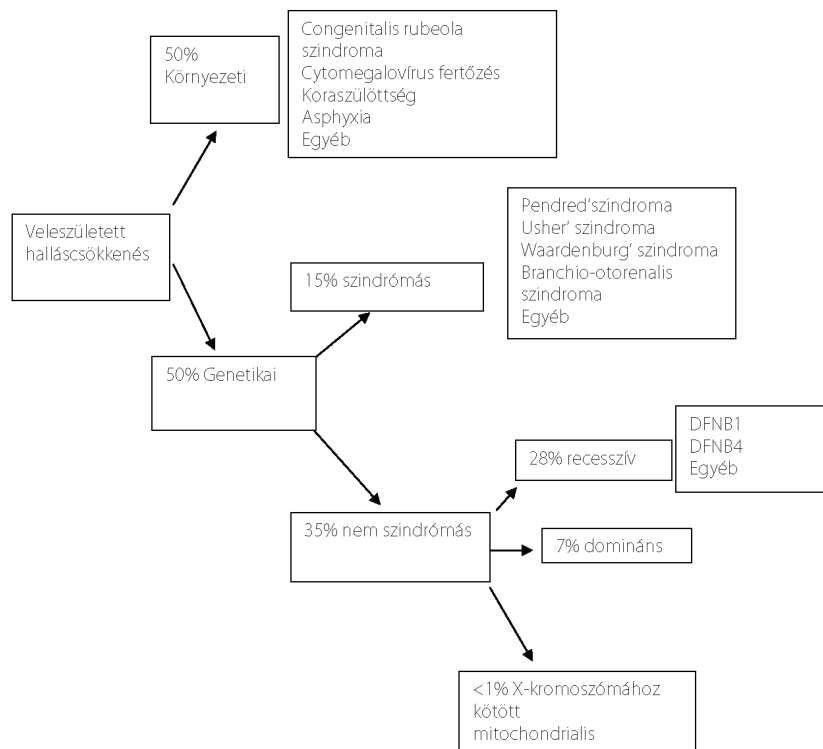 50%
Környezeti
Congenitalis rubeola
szindroma
Cytomegalovírus fertőzés
Koraszülöttség
Asphyxia
Egyéb
Veleszületett
halláscsökkenés
Pendred'szindroma
Usher' szindroma
Waardenburg' szindroma
Branchio-otorenalis
szindroma
Egyéb
15% szindrómás
50% Genetikai
DFNB1
DFNB4
Egyéb
28% recesszív
35% nem szindrómás
7% domináns
<1% X-kromoszómához
kötött
mitochondrialis